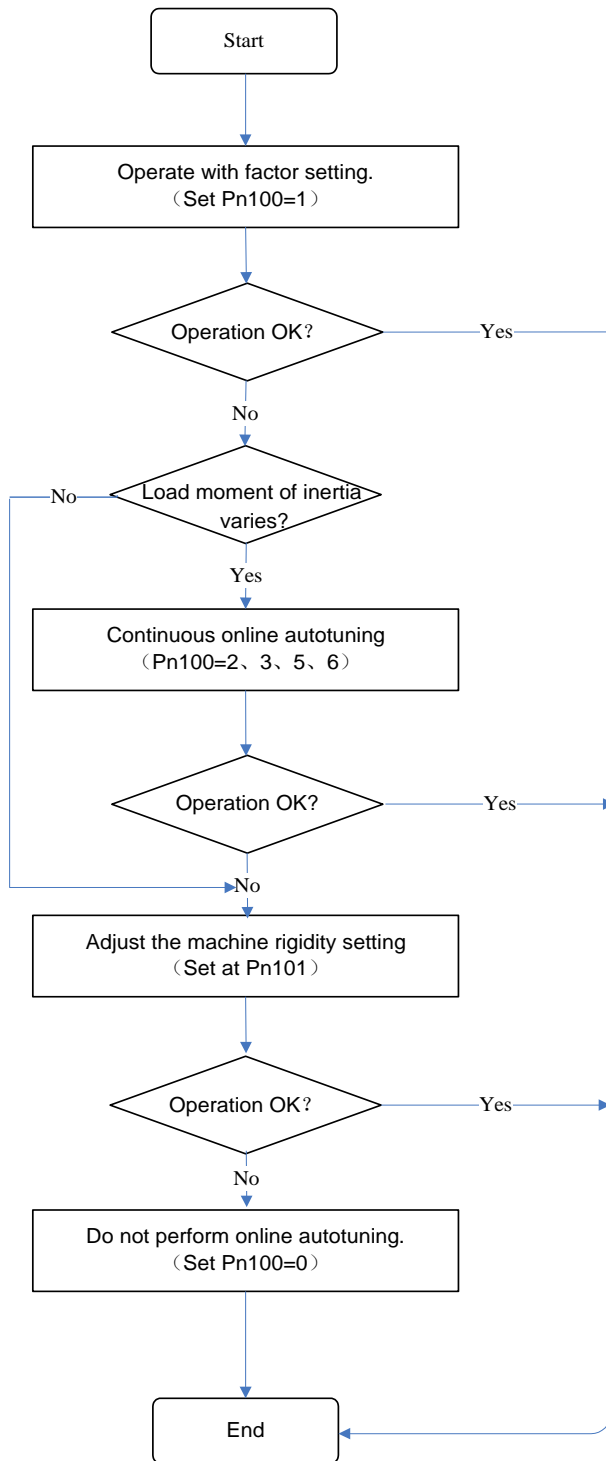 Start
Operate with factor setting.
（Set Pn100=1）
Operation OK?
Yes
No
Load moment of inertia
varies?
No
Yes
Continuous online autotuning
（Pn100=2、3、5、6）
Operation OK?
Yes
No
Adjust the machine rigidity setting
（Set at Pn101）
Operation OK?
Yes
No
Do not perform online autotuning.
（Set Pn100=0）
End